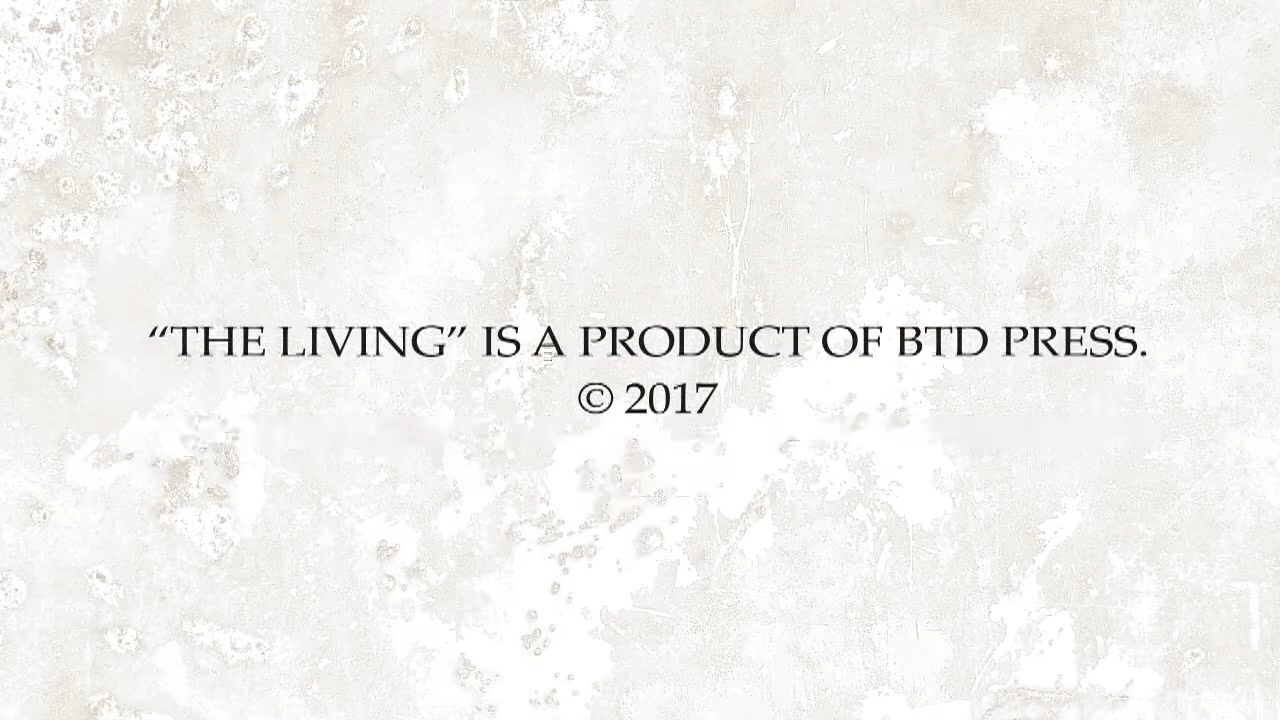 “THE LIVING” IS A PRODUCT OF BTD PRESS.
© 2017